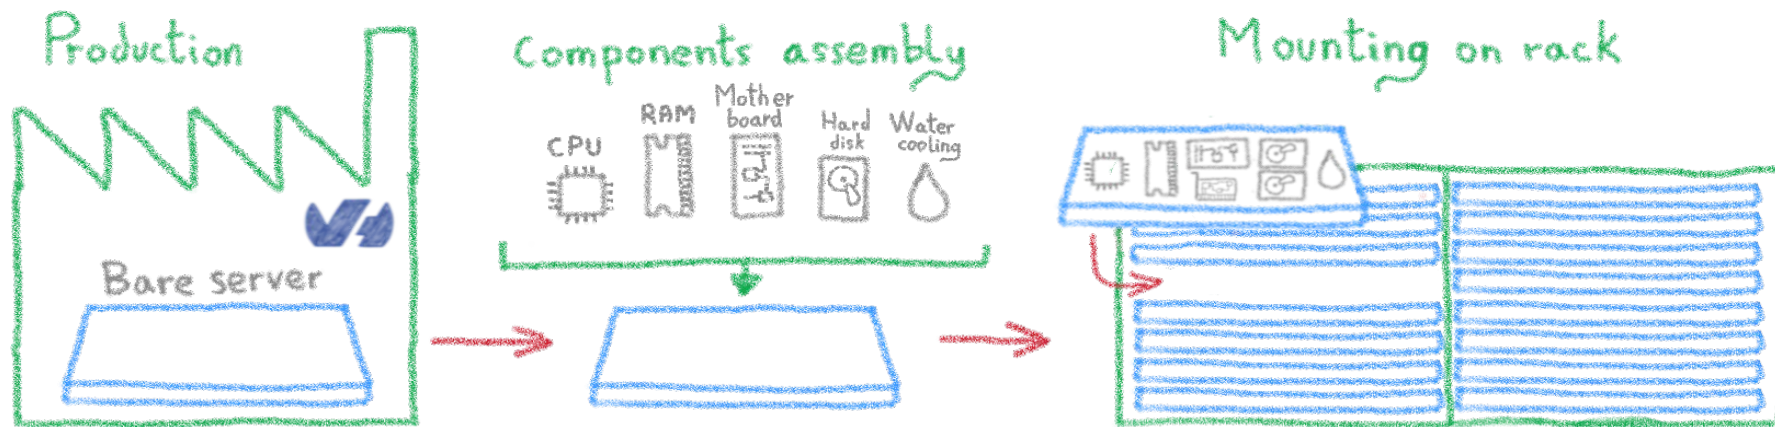 Production
Components assembly
Mounting on rack
CPU
RAM
Mother
board
Hard
disk
Water
cooling
Bare server